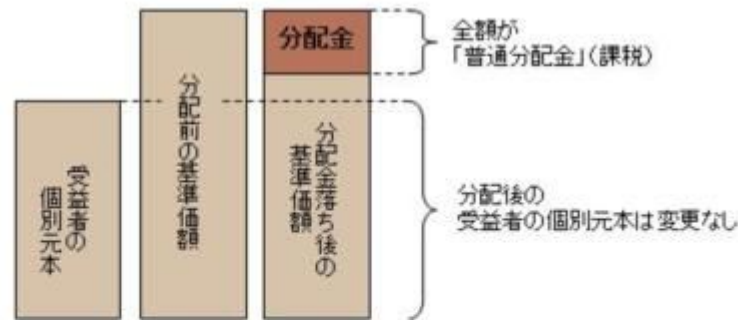 分配金
全額が
「普通分配金」(課税)
受益者の
個別元本
分配前の基準価額
分配金落ち後の
基準価額
分配後の
受益者の個別元本は変更なし